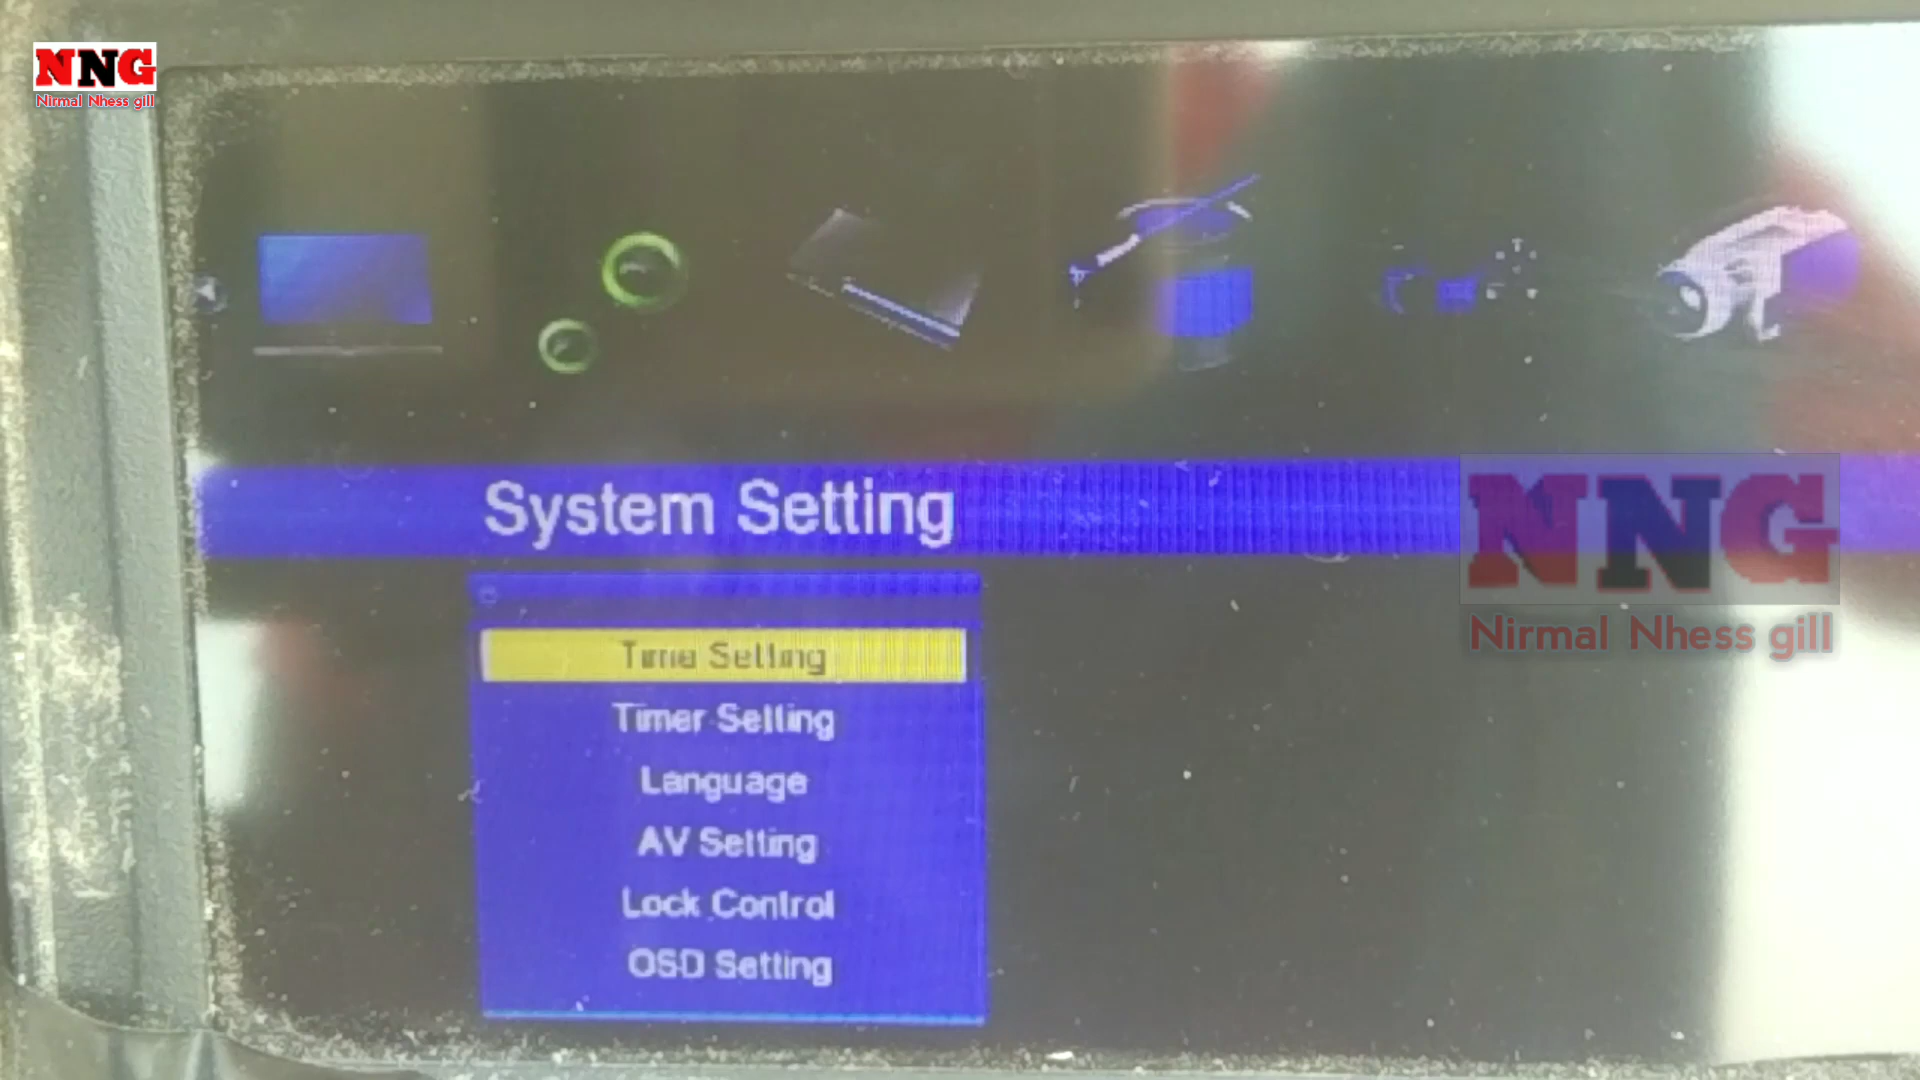 NNG
Nirmal Nhess gill
System Setting
NNG
Nirmal Nhess gill
Time Setting
Timer Setting
Language
AV Setting
Lock Control
OSD Setting